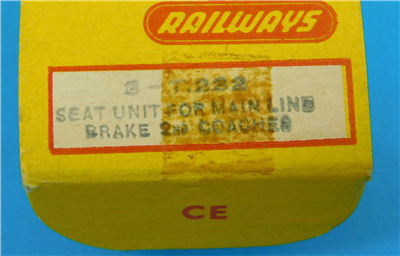 RAILWAYS
SEAT UNIT FOR MAIN LINE
BRAKE 2nd COACHES
CE